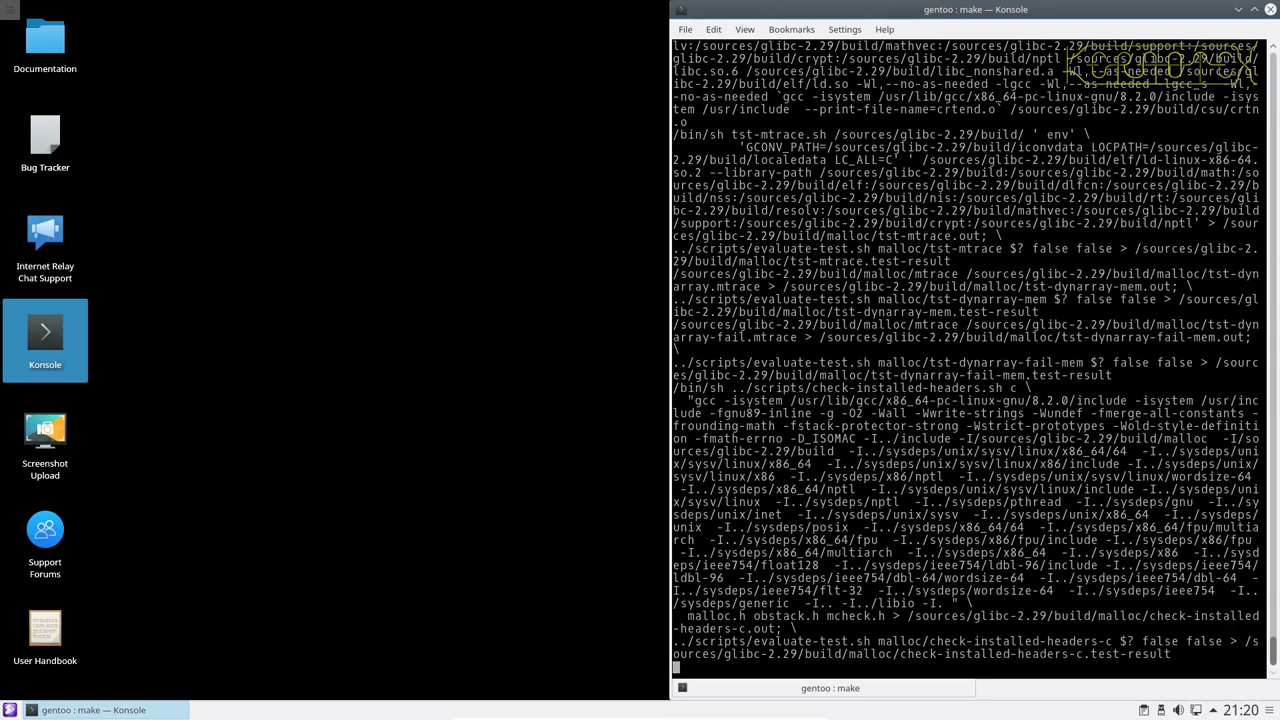 gentoo : make — Konsole
File Edit View Bookmarks Settings Help
lv:/sources/glibc-2.29/build/mathvec:/sources/glibc-2.29/build/support:/sources/
glibc-2.29/build/crypt:/sources/glibc-2.29/build/nptl /sources/glibc-2.29/build/
libc.so.6 /sources/glibc-2.29/build/libc_nonshared.a -Wl,--as-needed /sources/gl
ibc-2.29/build/elf/ld.so -Wl,--no-as-needed -lgcc -Wl,--as-needed -lgcc_s  -Wl,
-no-as-needed `gcc -isystem /usr/lib/gcc/x86_64-pc-linux-gnu/8.2.0/include -isys
tem /usr/include  --print-file-name=crtend.o` /sources/glibc-2.29/build/csu/crtn
.o
/bin/sh tst-mtrace.sh /sources/glibc-2.29/build/ ' env' \
'GCONV_PATH=/sources/glibc-2.29/build/iconvdata LOCPATH=/sources/glibc-
2.29/build/localedata LC_ALL=C' ' /sources/glibc-2.29/build/elf/ld-linux-x86-64.
so.2 --library-path /sources/glibc-2.29/build:/sources/glibc-2.29/build/math:/so
urces/glibc-2.29/build/elf:/sources/glibc-2.29/build/dlfcn:/sources/glibc-2.29/b
uild/nss:/sources/glibc-2.29/build/nis:/sources/glibc-2.29/build/rt:/sources/gli
bc-2.29/build/resolv:/sources/glibc-2.29/build/mathvec:/sources/glibc-2.29/build
/support:/sources/glibc-2.29/build/crypt:/sources/glibc-2.29/build/nptl' > /sour
ces/glibc-2.29/build/malloc/tst-mtrace.out; \
../scripts/evaluate-test.sh malloc/tst-mtrace $? false false > /sources/glibc-2.
29/build/malloc/tst-mtrace.test-result
/sources/glibc-2.29/build/malloc/mtrace /sources/glibc-2.29/build/malloc/tst-dyn
array.mtrace > /sources/glibc-2.29/build/malloc/tst-dynarray-mem.out; \
../scripts/evaluate-test.sh malloc/tst-dynarray-mem $? false false > /sources/gl
ibc-2.29/build/malloc/tst-dynarray-mem.test-result
/sources/glibc-2.29/build/malloc/mtrace /sources/glibc-2.29/build/malloc/tst-dyn
array-fail.mtrace > /sources/glibc-2.29/build/malloc/tst-dynarray-fail-mem.out;
\
../scripts/evaluate-test.sh malloc/tst-dynarray-fail-mem $? false false > /sourc
es/glibc-2.29/build/malloc/tst-dynarray-fail-mem.test-result
/bin/sh ../scripts/check-installed-headers.sh c \
"gcc -isystem /usr/lib/gcc/x86_64-pc-linux-gnu/8.2.0/include -isystem /usr/inc
lude -fgnu89-inline -g -O2 -Wall -Wwrite-strings -Wundef -fmerge-all-constants -
frounding-math -fstack-protector-strong -Wstrict-prototypes -Wold-style-definiti
on -fmath-errno -D_ISOMAC -I../include -I/sources/glibc-2.29/build/malloc  -I/so
urces/glibc-2.29/build  -I../sysdeps/unix/sysv/linux/x86_64/64  -I../sysdeps/uni
x/sysv/linux/x86_64  -I../sysdeps/unix/sysv/linux/x86/include -I../sysdeps/unix/
sysv/linux/x86  -I../sysdeps/x86/nptl  -I../sysdeps/unix/sysv/linux/wordsize-64
-I../sysdeps/x86_64/nptl  -I../sysdeps/unix/sysv/linux/include -I../sysdeps/uni
x/sysv/linux  -I../sysdeps/nptl  -I../sysdeps/pthread  -I../sysdeps/gnu  -I../sy
sdeps/unix/inet  -I../sysdeps/unix/sysv  -I../sysdeps/unix/x86_64  -I../sysdeps/
unix  -I../sysdeps/posix  -I../sysdeps/x86_64/64  -I../sysdeps/x86_64/fpu/multia
rch  -I../sysdeps/x86_64/fpu  -I../sysdeps/x86/fpu/include -I../sysdeps/x86/fpu
-I../sysdeps/x86_64/multiarch  -I../sysdeps/x86_64  -I../sysdeps/x86  -I../sysd
eps/ieee754/float128  -I../sysdeps/ieee754/ldbl-96/include -I../sysdeps/ieee754/
ldbl-96  -I../sysdeps/ieee754/dbl-64/wordsize-64  -I../sysdeps/ieee754/dbl-64  -
I../sysdeps/ieee754/flt-32  -I../sysdeps/wordsize-64  -I../sysdeps/ieee754  -I..
/sysdeps/generic  -I.. -I../libio -I. " \
malloc.h obstack.h mcheck.h > /sources/glibc-2.29/build/malloc/check-installed
-headers-c.out; \
../scripts/evaluate-test.sh malloc/check-installed-headers-c $? false false > /s
ources/glibc-2.29/build/malloc/check-installed-headers-c.test-result
gentoo : make
Documentation
Bug Tracker
Internet Relay
Chat Support
Konsole
Screenshot
Upload
Support
Forums
User Handbook
gentoo : make — Konsole
21:20